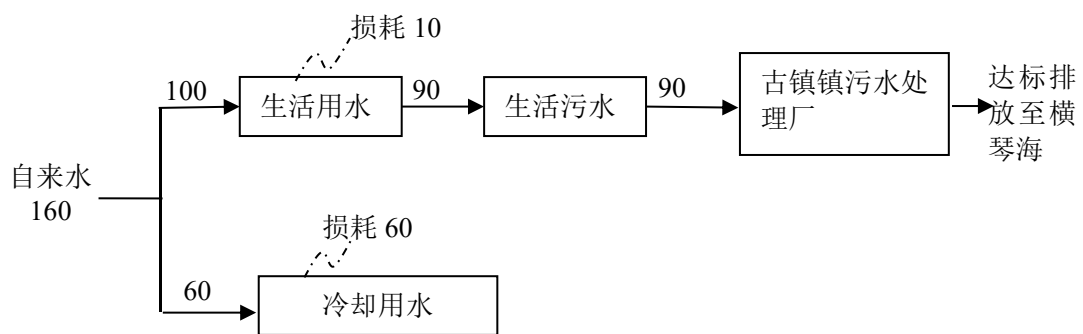 损耗 10
100
生活用水
90
生活污水
90
古镇镇污水处
理厂
达标排
放至横
琴海
自来水
160
损耗 60
60
冷却用水